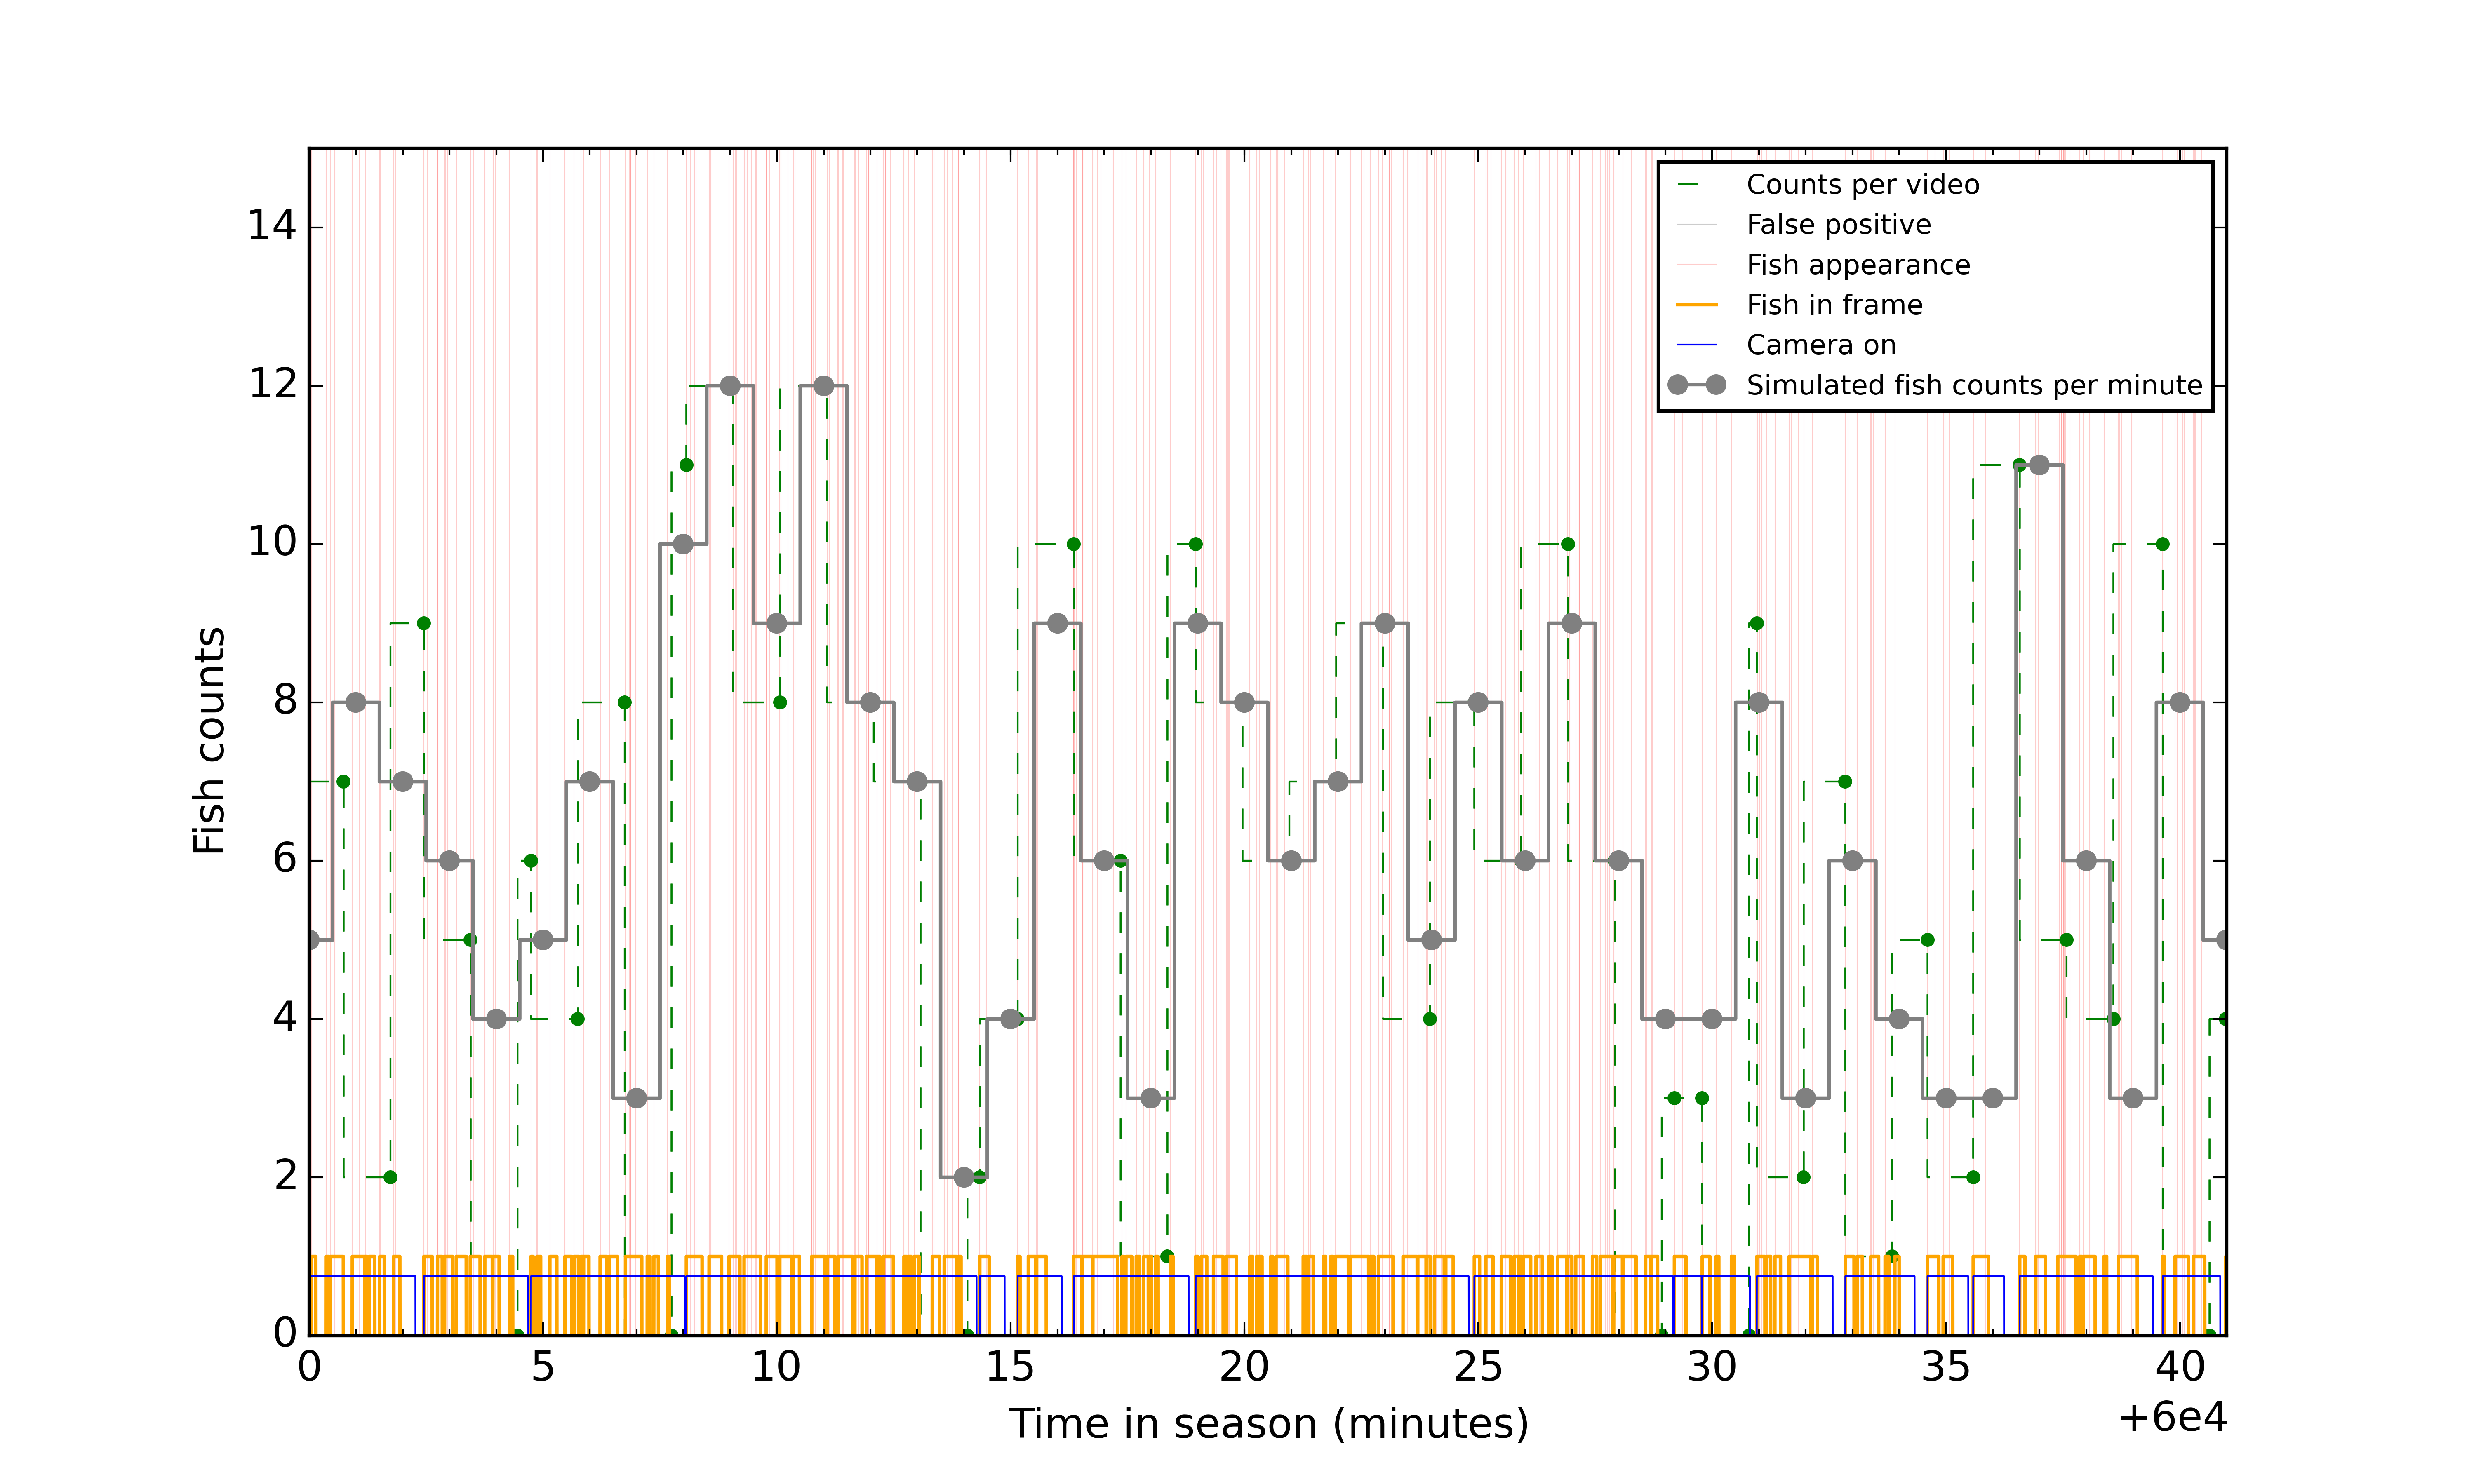 Counts per video
False positive
Fish appearance
Fish in frame
Camera on
Simulated fish counts per minute
14
12
10
8
6
4
2
0
Fish counts
0 5 10 15 20 25 30 35 40
Time in season (minutes)
+6e4